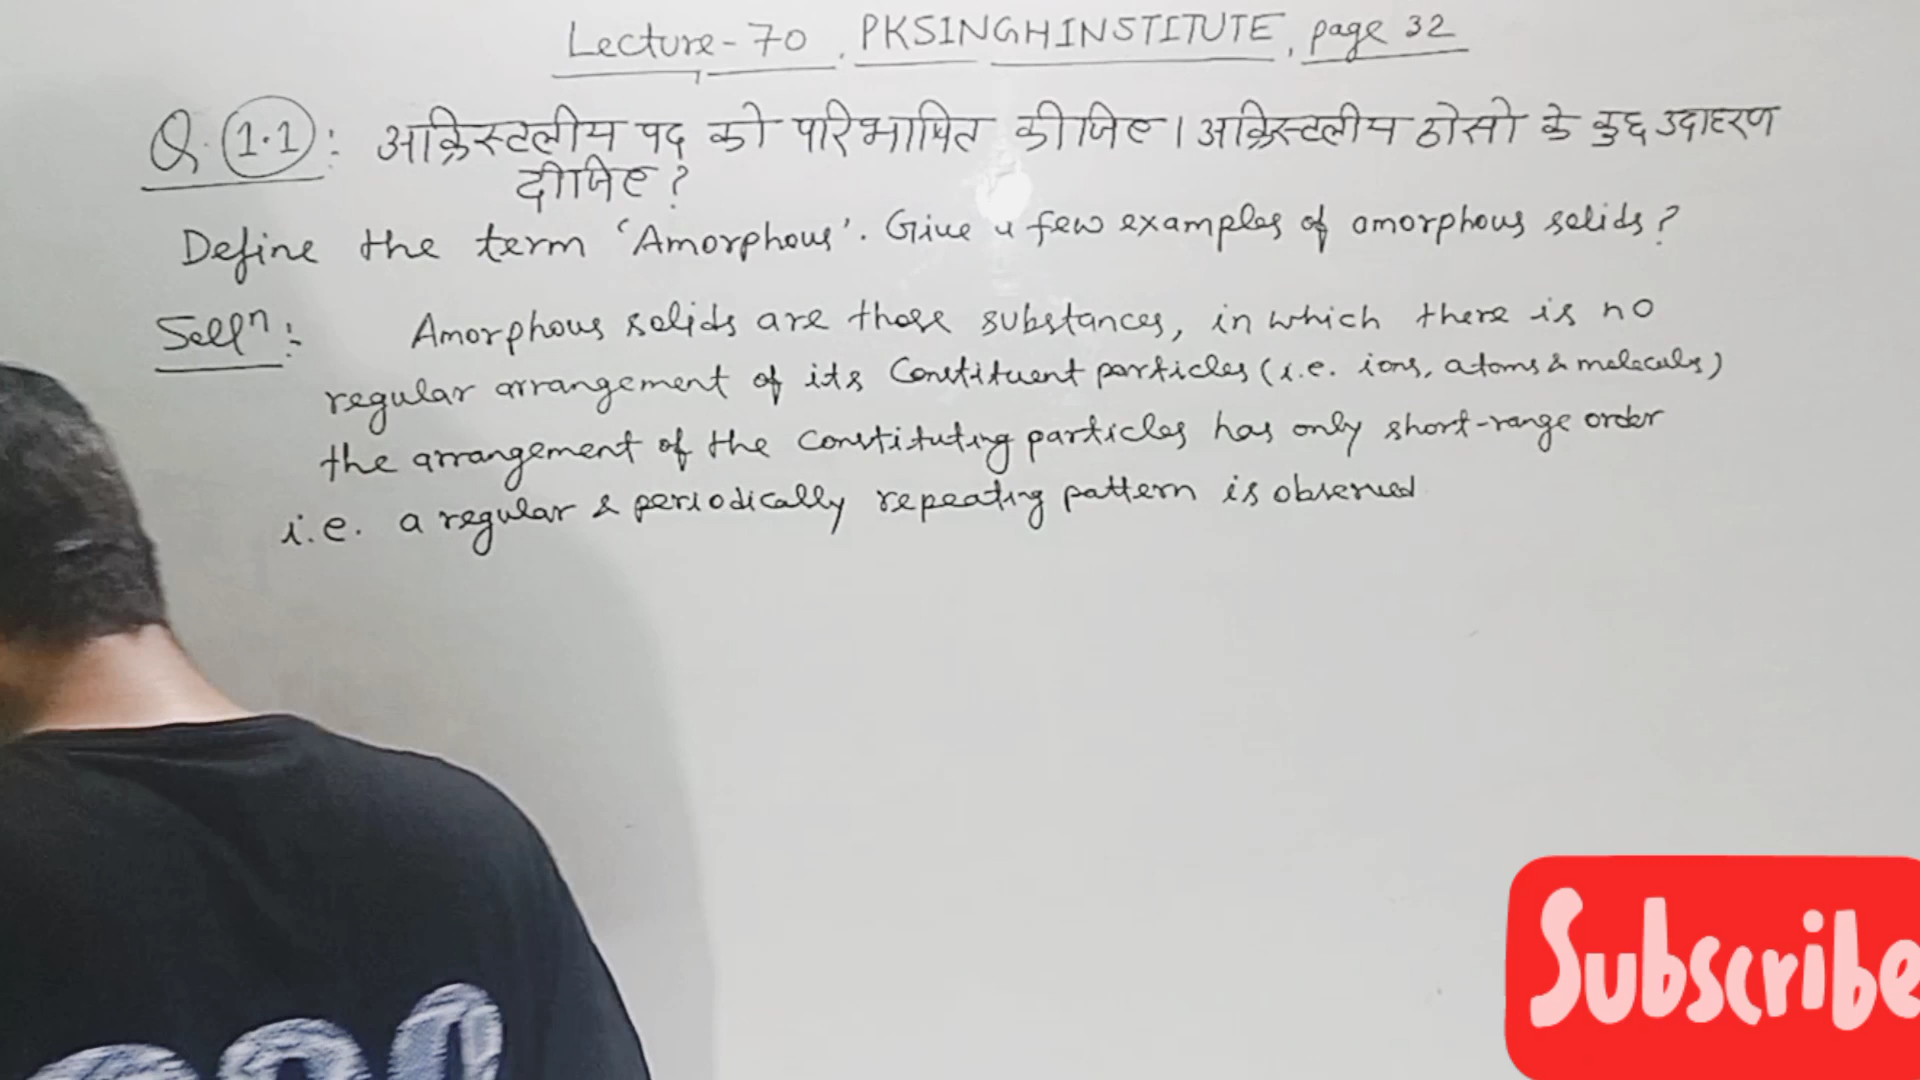 Lecture-70, PKSINGHINSTITUTE, page 32
Q.(1.1): अक्रिस्टलीय पद को परिभाषित कीजिए। अक्रिस्टलीय ठोसो के कुछ उदाहरण
दीजिए?
Define the term 'Amorphous'. Give a few examples of amorphous solids?
Sollⁿ:- Amorphous solids are those substances, in which there is no
regular arrangement of its Constituent particles (i.e. ions, atoms & molecules)
the arrangement of the constituting particles has only short-range order
i.e. a regular & periodically repeating pattern is observed
Subscribe